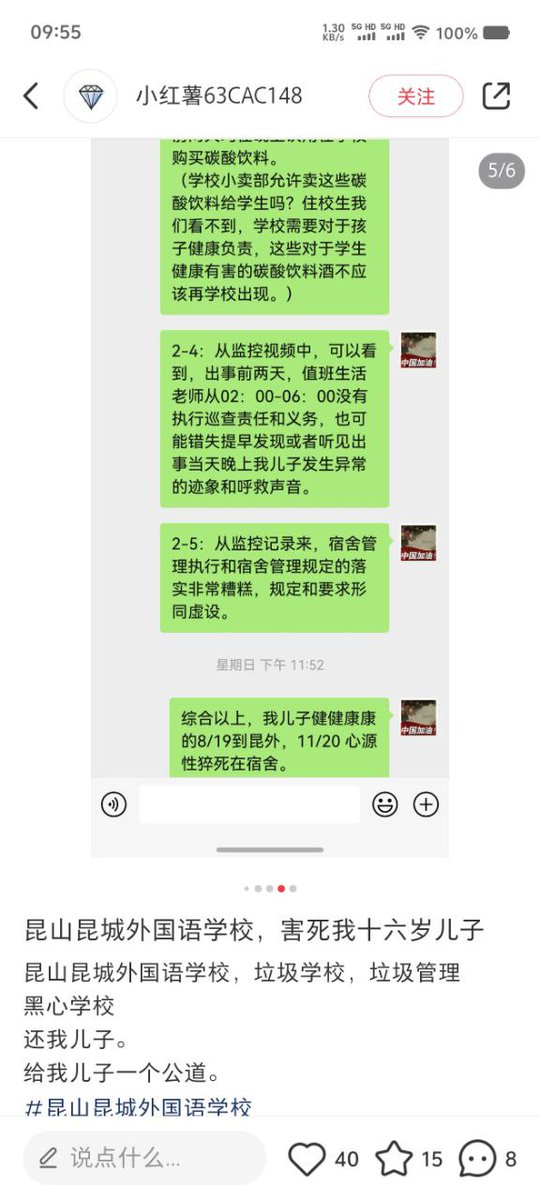 09:55
1.30 KB/s 5G HD 5G HD 100%
小红薯63CAC148
关注
5/6
购买碳酸饮料。
（学校小卖部允许卖这些碳
酸饮料给学生吗？住校生我
们看不到，学校需要对于孩
子健康负责，这些对于学生
健康有害的碳酸饮料酒不应
该再学校出现。）
2-4：从监控视频中，可以看
到，出事前两天，值班生活
老师从02：00-06：00没有
执行巡查责任和义务，也可
能错失提早发现或者听见出
事当天晚上我儿子发生异常
的迹象和呼救声音。
中国加油!
2-5：从监控记录来，宿舍管
理执行和宿舍管理规定的落
实非常糟糕，规定和要求形
同虚设。
中国加油!
星期日 下午 11:52
综合以上，我儿子健健康康
的8/19到昆外，11/20 心源
性猝死在宿舍。
中国加油!
昆山昆城外国语学校，害死我十六岁儿子
昆山昆城外国语学校，垃圾学校，垃圾管理
黑心学校
还我儿子。
给我儿子一个公道。
#昆山昆城外国语学校
说点什么...
40
15
8